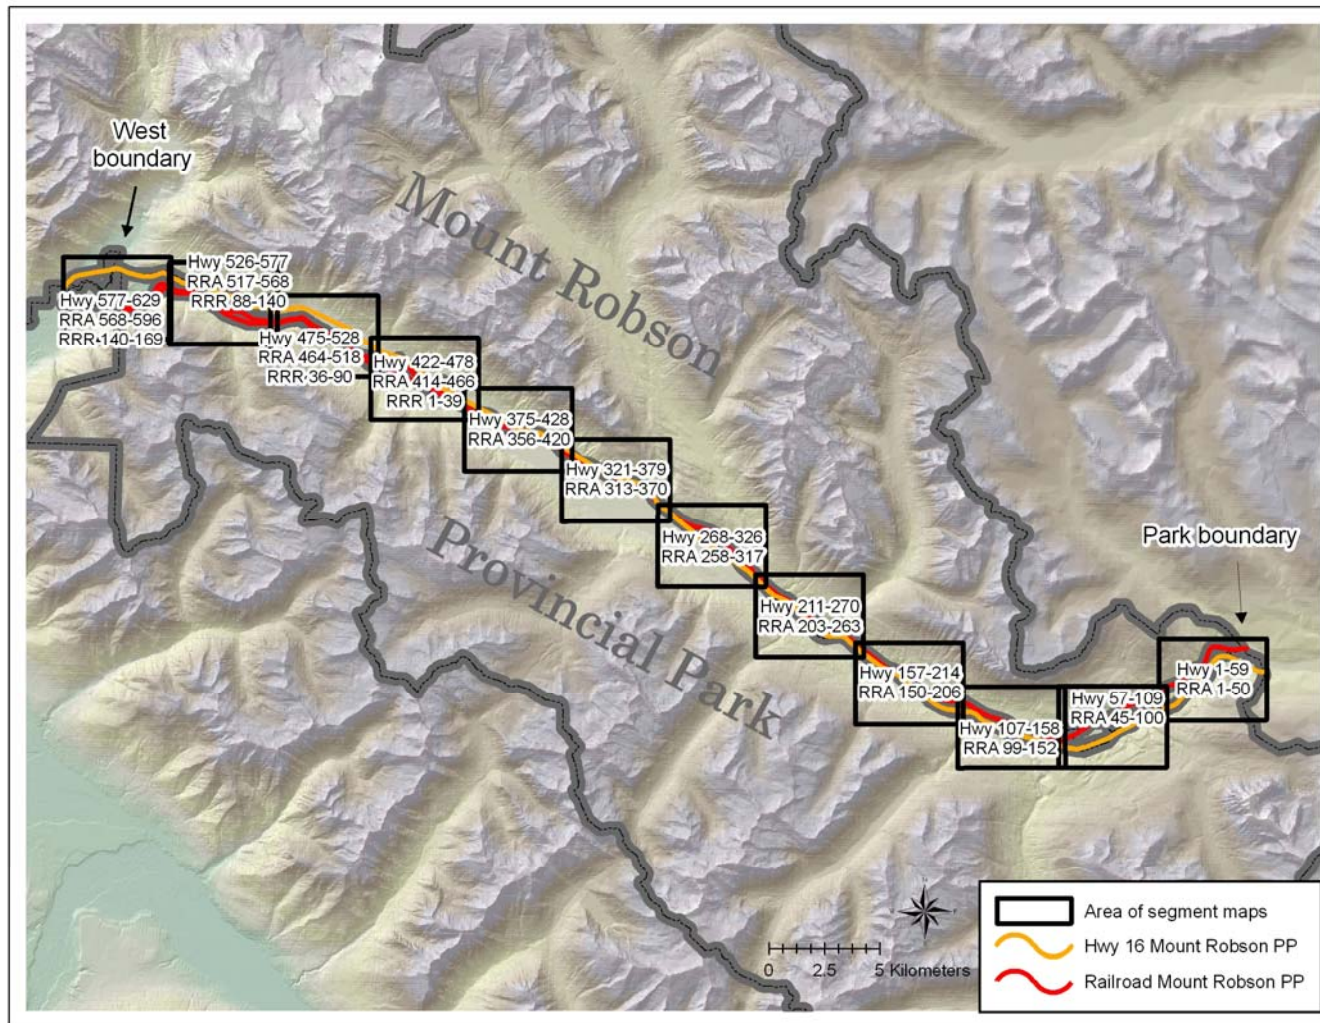 West
boundary
Mount Robson
Hwy 526-577
RRA 517-568
RRR 88-140
Hwy 577-629
RRA 568-596
RRR 140-169
Hwy 475-528
RRA 464-518
RRR 36-90
Hwy 422-478
RRA 414-466
RRR 1-39
Hwy 375-428
RRA 356-420
Hwy 321-379
RRA 313-370
Hwy 268-326
RRA 258-317
Provincial Park
Park boundary
Hwy 211-270
RRA 203-263
Hwy 157-214
RRA 150-206
Hwy 107-158
RRA 99-152
Hwy 57-109
RRA 45-100
Hwy 1-59
RRA 1-50
0 2.5 5 Kilometers
Area of segment maps
Hwy 16 Mount Robson PP
Railroad Mount Robson PP